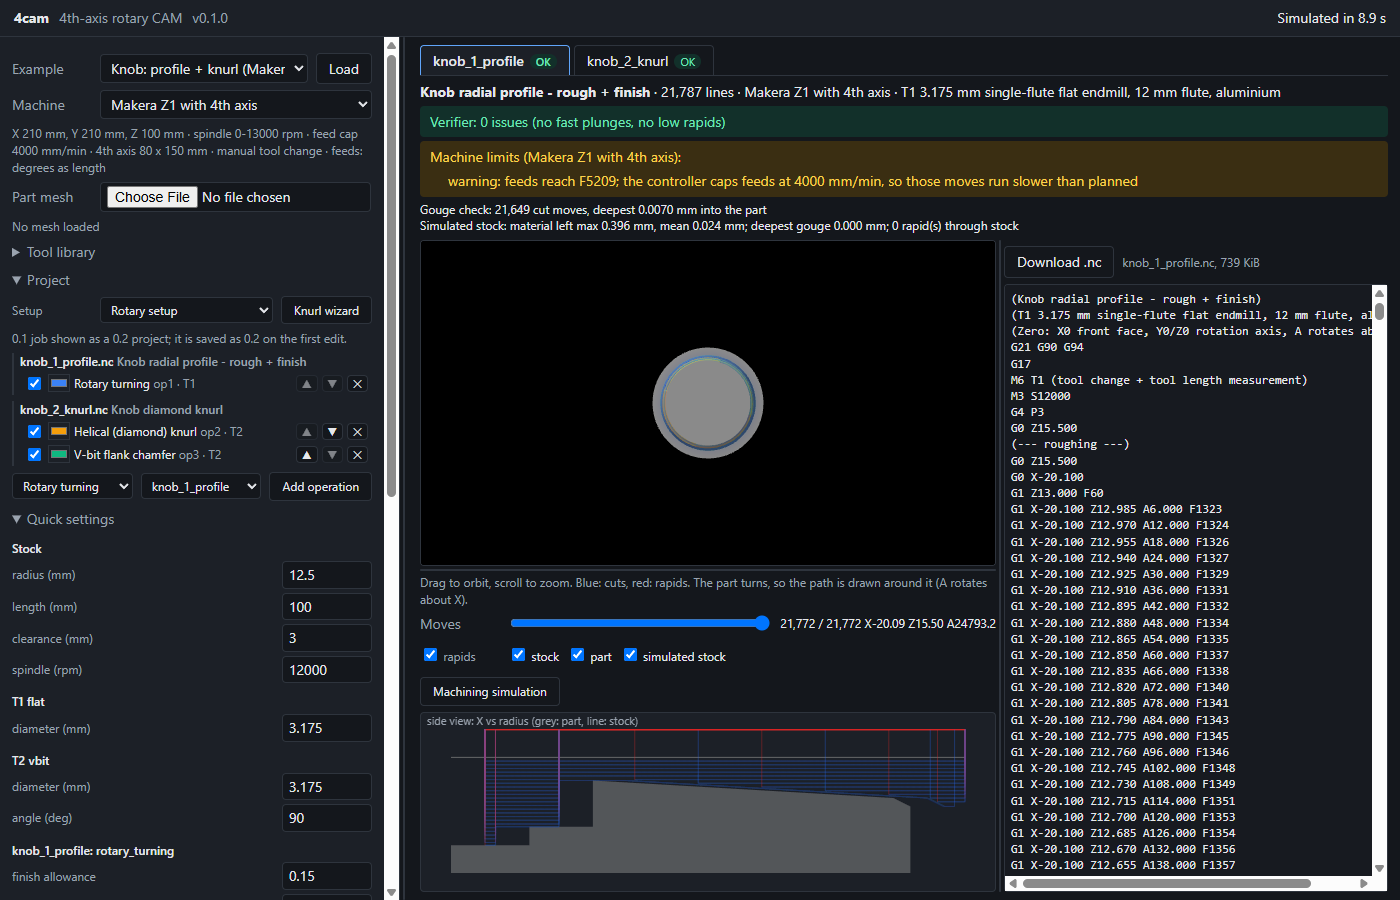 4cam 4th-axis rotary CAM v0.1.0
Simulated in 8.9 s
Example
Knob: profile + knurl (Maker
Load
Machine
Makera Z1 with 4th axis
X 210 mm, Y 210 mm, Z 100 mm · spindle 0-13000 rpm · feed cap
4000 mm/min · 4th axis 80 x 150 mm · manual tool change · feeds:
degrees as length
Part mesh
Choose File No file chosen
No mesh loaded
Tool library
Project
Setup
Rotary setup
Knurl wizard
0.1 job shown as a 0.2 project; it is saved as 0.2 on the first edit.
knob_1_profile.nc Knob radial profile - rough + finish
Rotary turning op1 · T1
knob_2_knurl.nc Knob diamond knurl
Helical (diamond) knurl op2 · T2
V-bit flank chamfer op3 · T2
Rotary turning
knob_1_profile
Add operation
Quick settings
Stock
radius (mm) 12.5
length (mm) 100
clearance (mm) 3
spindle (rpm) 12000
T1 flat
diameter (mm) 3.175
T2 vbit
diameter (mm) 3.175
angle (deg) 90
knob_1_profile: rotary_turning
finish allowance 0.15
knob_1_profile OK
knob_2_knurl OK
Knob radial profile - rough + finish · 21,787 lines · Makera Z1 with 4th axis · T1 3.175 mm single-flute flat endmill, 12 mm flute, aluminium
Verifier: 0 issues (no fast plunges, no low rapids)
Machine limits (Makera Z1 with 4th axis):
warning: feeds reach F5209; the controller caps feeds at 4000 mm/min, so those moves run slower than planned
Gouge check: 21,649 cut moves, deepest 0.0070 mm into the part
Simulated stock: material left max 0.396 mm, mean 0.024 mm; deepest gouge 0.000 mm; 0 rapid(s) through stock
Drag to orbit, scroll to zoom. Blue: cuts, red: rapids. The part turns, so the path is drawn around it (A rotates
about X).
Moves
21,772 / 21,772 X-20.09 Z15.50 A24793.2
rapids
stock
part
simulated stock
Machining simulation
side view: X vs radius (grey: part, line: stock)
Download .nc
knob_1_profile.nc, 739 KiB
(Knob radial profile - rough + finish)
(T1 3.175 mm single-flute flat endmill, 12 mm flute, al
(Zero: X0 front face, Y0/Z0 rotation axis, A rotates ab
G21 G90 G94
G17
M6 T1 (tool change + tool length measurement)
M3 S12000
G4 P3
G0 Z15.500
(--- roughing ---)
G0 Z15.500
G0 X-20.100
G1 Z13.000 F60
G1 X-20.100 Z12.985 A6.000 F1323
G1 X-20.100 Z12.970 A12.000 F1324
G1 X-20.100 Z12.955 A18.000 F1326
G1 X-20.100 Z12.940 A24.000 F1327
G1 X-20.100 Z12.925 A30.000 F1329
G1 X-20.100 Z12.910 A36.000 F1331
G1 X-20.100 Z12.895 A42.000 F1332
G1 X-20.100 Z12.880 A48.000 F1334
G1 X-20.100 Z12.865 A54.000 F1335
G1 X-20.100 Z12.850 A60.000 F1337
G1 X-20.100 Z12.835 A66.000 F1338
G1 X-20.100 Z12.820 A72.000 F1340
G1 X-20.100 Z12.805 A78.000 F1341
G1 X-20.100 Z12.790 A84.000 F1343
G1 X-20.100 Z12.775 A90.000 F1345
G1 X-20.100 Z12.760 A96.000 F1346
G1 X-20.100 Z12.745 A102.000 F1348
G1 X-20.100 Z12.730 A108.000 F1349
G1 X-20.100 Z12.715 A114.000 F1351
G1 X-20.100 Z12.700 A120.000 F1353
G1 X-20.100 Z12.685 A126.000 F1354
G1 X-20.100 Z12.670 A132.000 F1356
G1 X-20.100 Z12.655 A138.000 F1357